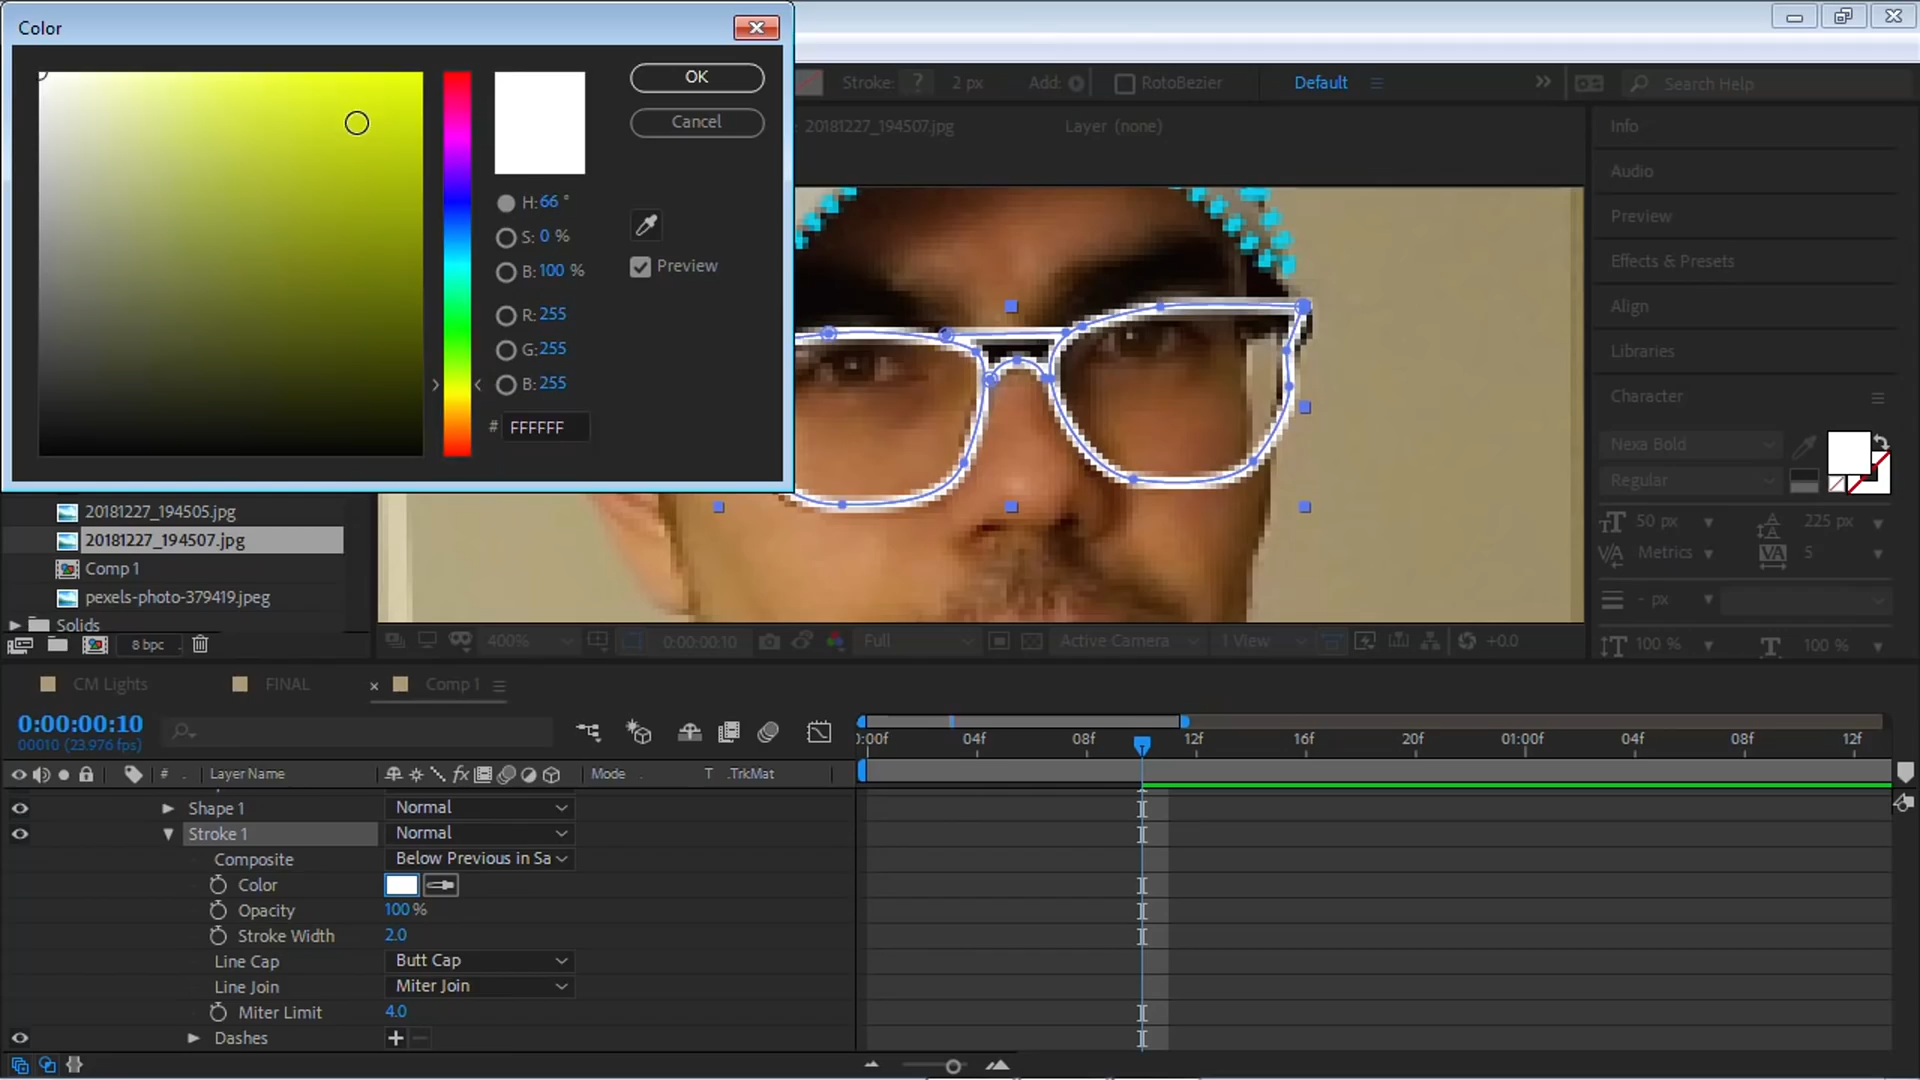 Color
OK
Cancel
H: 66 °
S: 0 %
B: 100 %
Preview
R: 255
G: 255
B: 255
# FFFFFF
Stroke: ? 2 px Add: RotoBezier Default Search Help
20181227_194507.jpg Layer (none)
Info
Audio
Preview
Effects & Presets
Align
Libraries
Character
Nexa Bold
Regular
50 px 225 px
Metrics 5
- px
100 % 100 %
20181227_194505.jpg
20181227_194507.jpg
Comp 1
pexels-photo-379419.jpeg
Solids
8 bpc
400% 0:00:00:10 Full Active Camera 1 View +0.0
CM Lights FINAL × Comp 1
0:00:00:10
00010 (23.976 fps)
):00f 04f 08f 12f 16f 20f 01:00f 04f 08f 12f
# Layer Name fx Mode T .TrkMat
Shape 1 Normal
Stroke 1 Normal
Composite Below Previous in Sa
Color
Opacity 100 %
Stroke Width 2.0
Line Cap Butt Cap
Line Join Miter Join
Miter Limit 4.0
Dashes + -